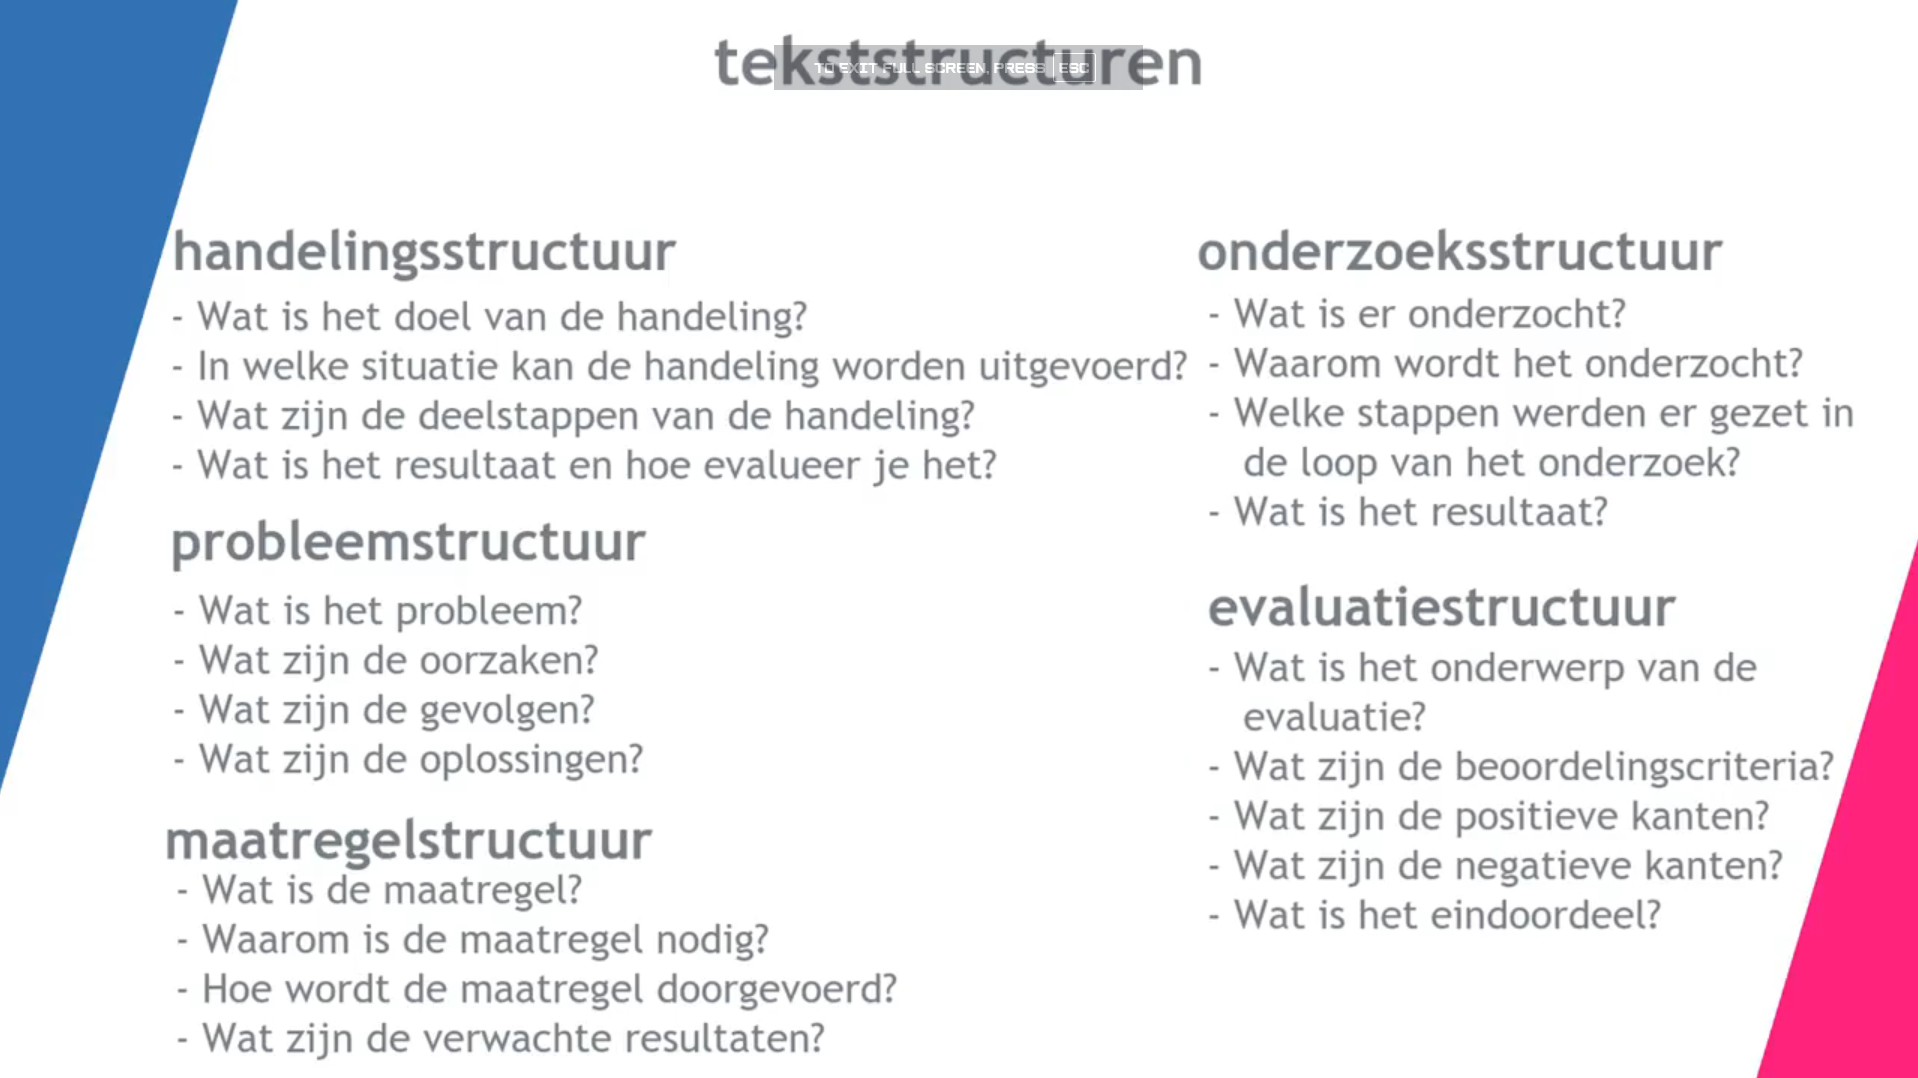 tekststructuren
TO EXIT FULL SCREEN, PRESS ESC
handelingsstructuur
- Wat is het doel van de handeling?
- In welke situatie kan de handeling worden uitgevoerd?
- Wat zijn de deelstappen van de handeling?
- Wat is het resultaat en hoe evalueer je het?
probleemstructuur
- Wat is het probleem?
- Wat zijn de oorzaken?
- Wat zijn de gevolgen?
- Wat zijn de oplossingen?
maatregelstructuur
- Wat is de maatregel?
- Waarom is de maatregel nodig?
- Hoe wordt de maatregel doorgevoerd?
- Wat zijn de verwachte resultaten?
onderzoeksstructuur
- Wat is er onderzocht?
- Waarom wordt het onderzocht?
- Welke stappen werden er gezet in
de loop van het onderzoek?
- Wat is het resultaat?
evaluatiestructuur
- Wat is het onderwerp van de
evaluatie?
- Wat zijn de beoordelingscriteria?
- Wat zijn de positieve kanten?
- Wat zijn de negatieve kanten?
- Wat is het eindoordeel?